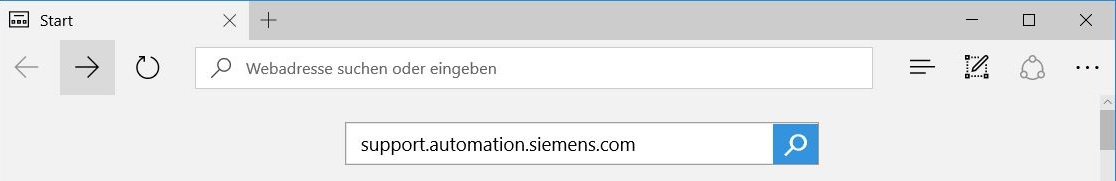 Start
Webadresse suchen oder eingeben
support.automation.siemens.com